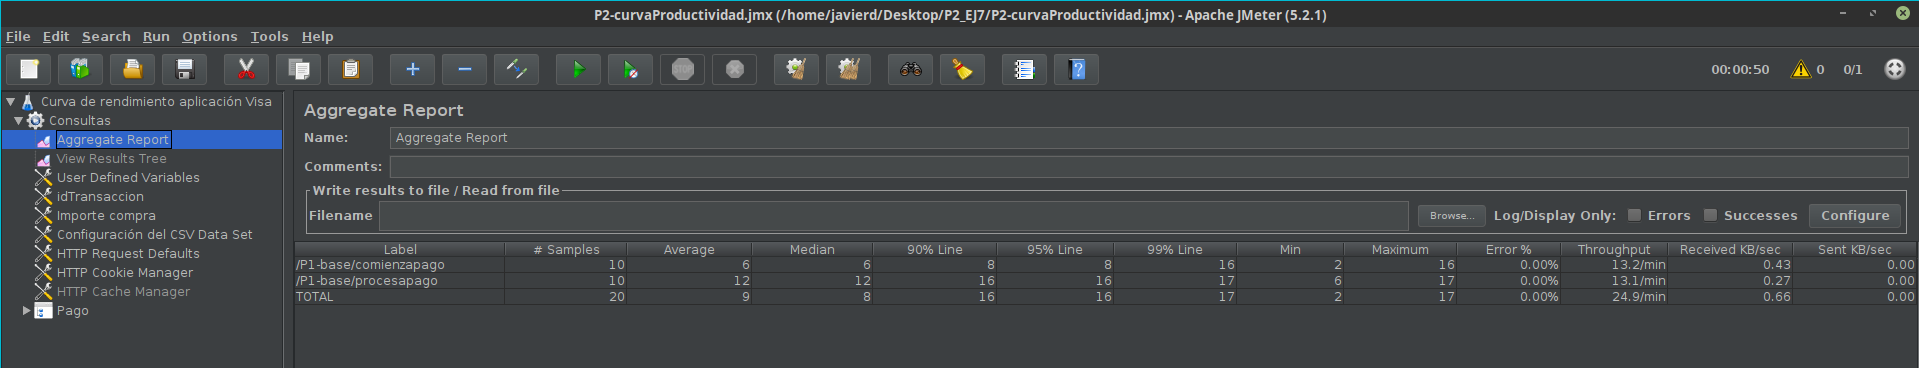 P2-curvaProductividad.jmx (/home/javierd/Desktop/P2_EJ7/P2-curvaProductividad.jmx) - Apache JMeter (5.2.1)
File Edit Search Run Options Tools Help
00:00:50 0 0/1
Curva de rendimiento aplicación Visa
Consultas
Aggregate Report
View Results Tree
User Defined Variables
idTransaccion
Importe compra
Configuración del CSV Data Set
HTTP Request Defaults
HTTP Cookie Manager
HTTP Cache Manager
Pago
Aggregate Report
Name: Aggregate Report
Comments:
Write results to file / Read from file
Filename Browse... Log/Display Only: Errors Successes Configure
Label # Samples Average Median 90% Line 95% Line 99% Line Min Maximum Error % Throughput Received KB/sec Sent KB/sec
/P1-base/comienzapago 10 6 6 8 8 16 2 16 0.00% 13.2/min 0.43 0.00
/P1-base/procesapago 10 12 12 16 16 17 6 17 0.00% 13.1/min 0.27 0.00
TOTAL 20 9 8 16 16 17 2 17 0.00% 24.9/min 0.66 0.00